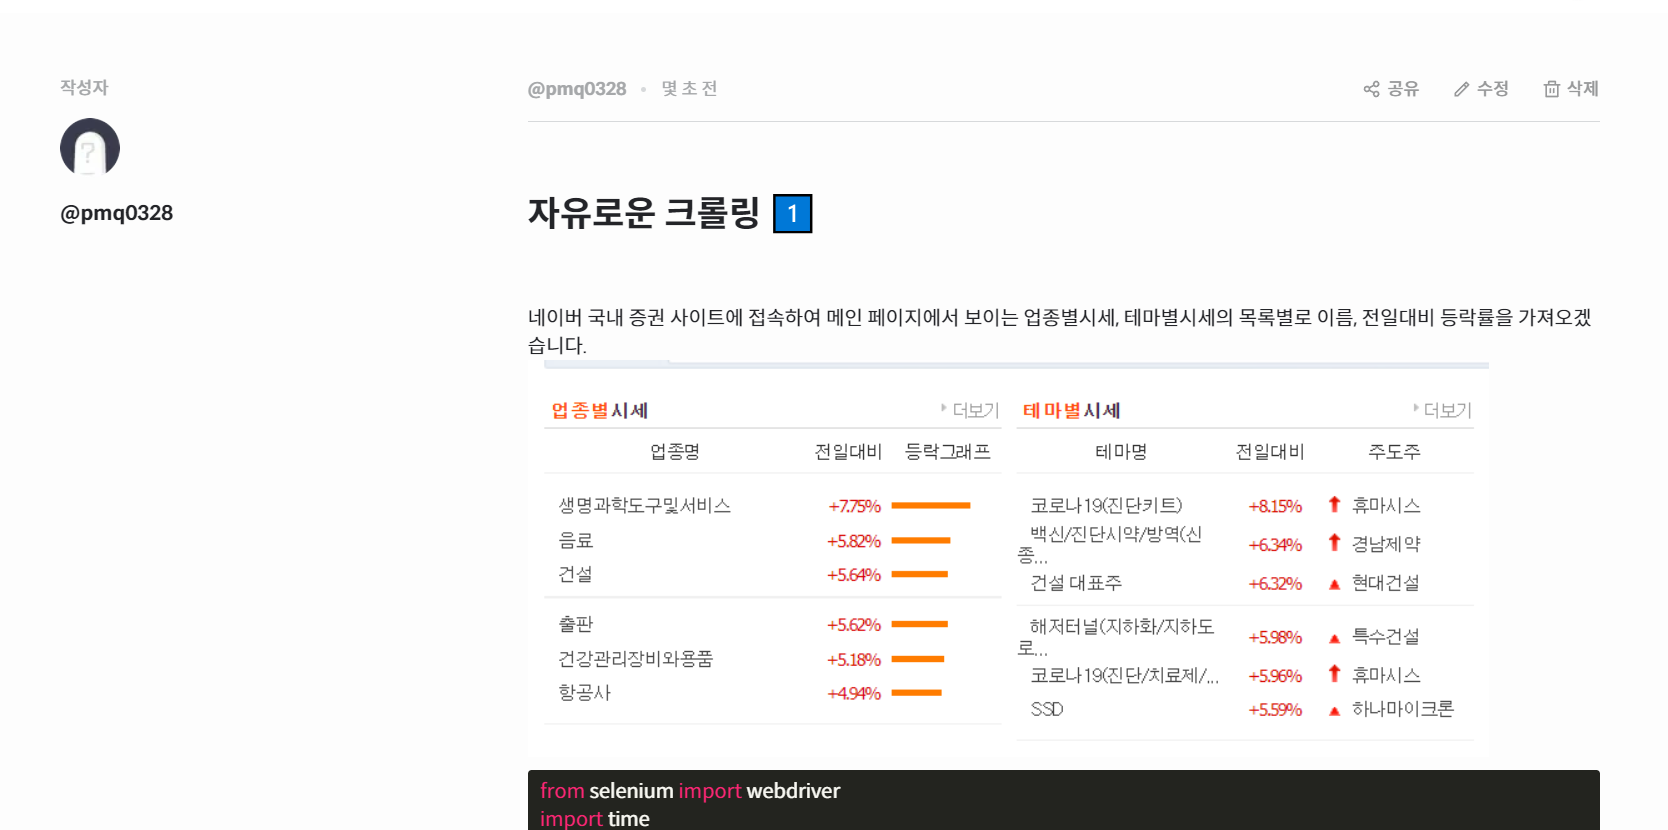 작성자
@pmq0328
@pmq0328 • 몇 초 전
공유 수정 삭제
자유로운 크롤링 1
네이버 국내 증권 사이트에 접속하여 메인 페이지에서 보이는 업종별시세, 테마별시세의 목록별로 이름, 전일대비 등락률을 가져오겠
습니다.
업종별시세 더보기
업종명 전일대비 등락그래프
생명과학도구및서비스 +7.75%
음료 +5.82%
건설 +5.64%
출판 +5.62%
건강관리장비와용품 +5.18%
항공사 +4.94%
테마별시세 더보기
테마명 전일대비 주도주
코로나19(진단키트) +8.15% 휴마시스
백신/진단시약/방역(신
종... +6.34% 경남제약
건설 대표주 +6.32% 현대건설
해저터널(지하화/지하도
로... +5.98% 특수건설
코로나19(진단/치료제/... +5.96% 휴마시스
SSD +5.59% 하나마이크론
from selenium import webdriver
import time